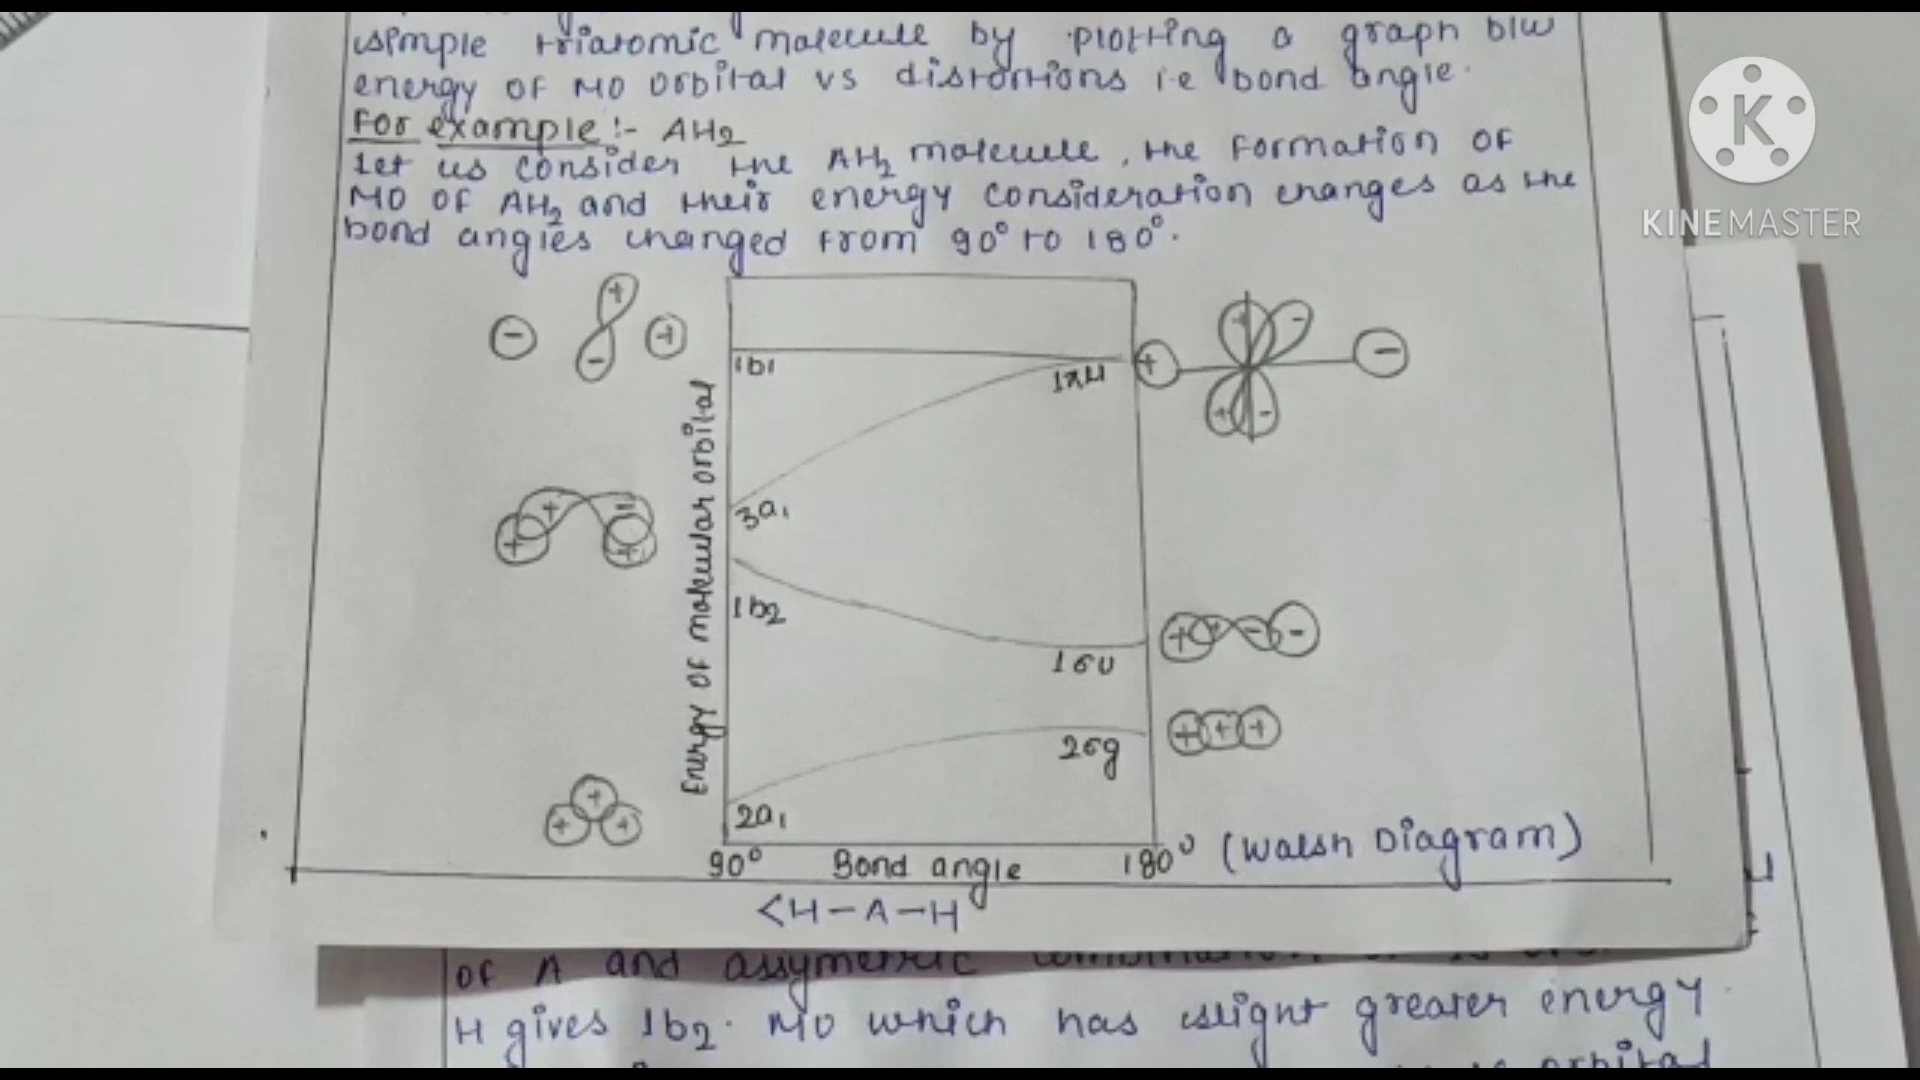 simple triatomic molecule by plotting a graph b/w
energy of MO orbital vs distortions i.e bond angle.
For example :- AH2
Let us consider the AH2 molecule, the formation of
MO of AH2 and their energy consideration changes as the
bond angles changed from 90° to 180°.
KINEMASTER
K
Energy of molecular orbital
1b1
1πu
3a1
1b2
1σu
2σg
2a1
90° Bond angle 180° (Walsh Diagram)
<H-A-H
+ - - +
+ - + - + -
+ - + +
+ + - -
+ + +
+ + +
of A and assymetric
H gives 1b2. MO which has slight greater energy.
orbital